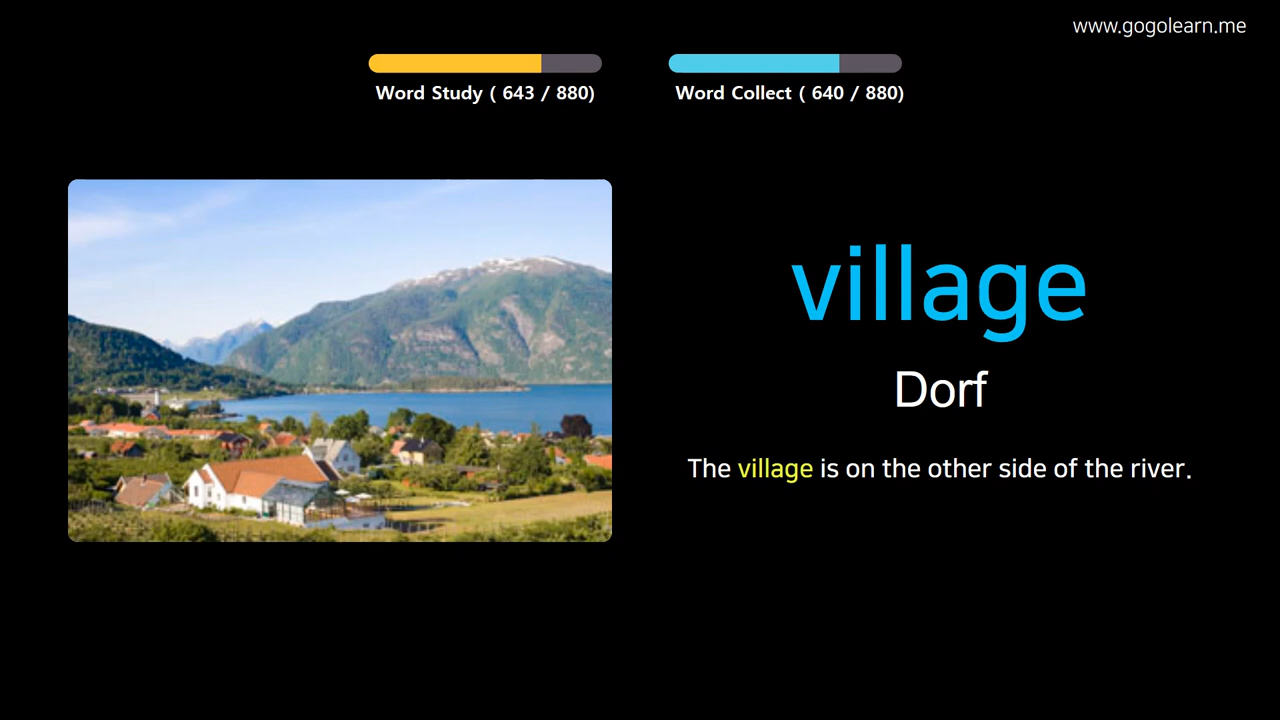 www.gogolearn.me
Word Study ( 643 / 880)
Word Collect ( 640 / 880)
village
Dorf
The village is on the other side of the river.